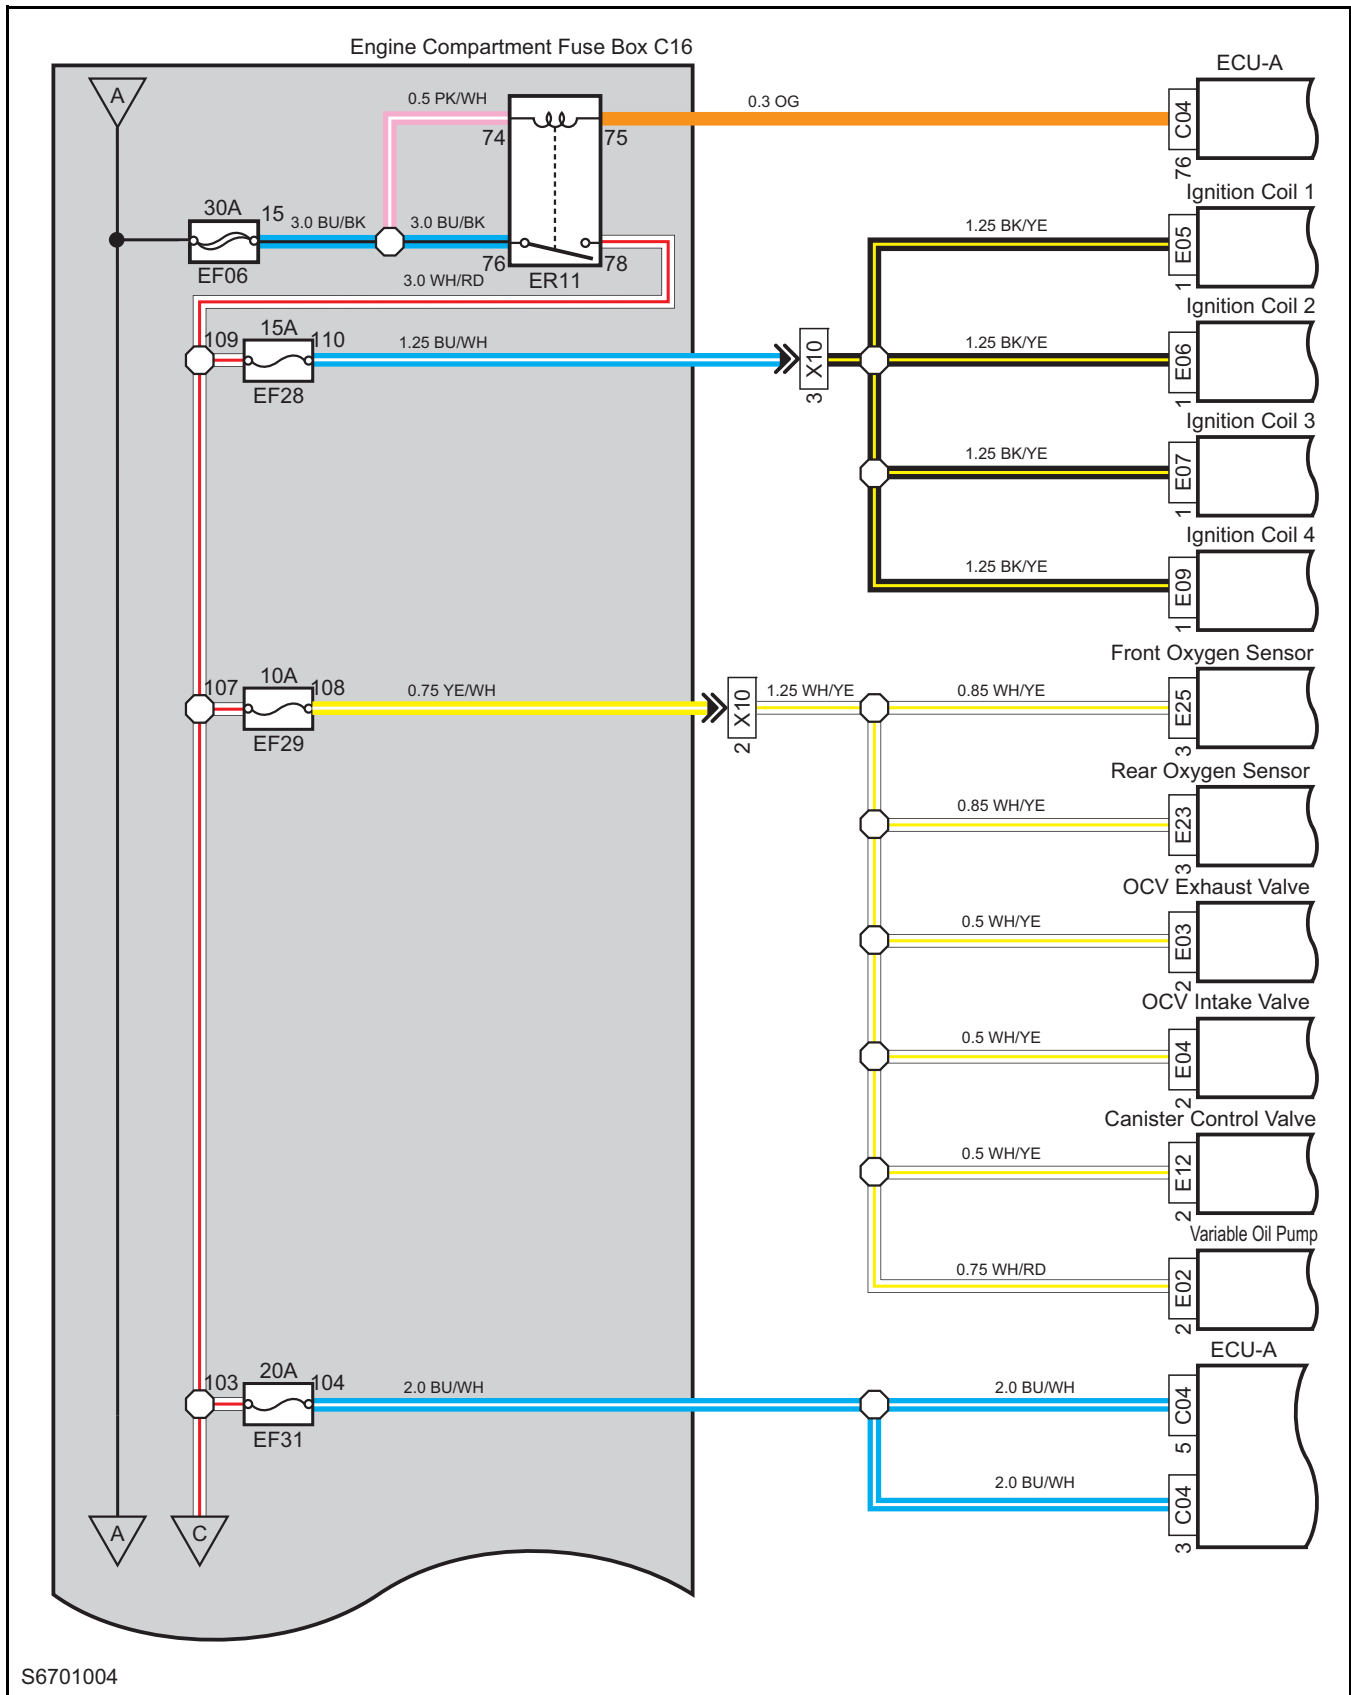 Engine Compartment Fuse Box C16
ECU-A
A
0.5 PK/WH
0.3 OG
C04
74
75
76
Ignition Coil 1
30A
15
3.0 BU/BK
3.0 BU/BK
1.25 BK/YE
E05
EF06
76
78
3.0 WH/RD
ER11
1
Ignition Coil 2
109
15A
110
1.25 BU/WH
X10
1.25 BK/YE
E06
EF28
3
1
Ignition Coil 3
1.25 BK/YE
E07
1
Ignition Coil 4
1.25 BK/YE
E09
1
Front Oxygen Sensor
107
10A
108
0.75 YE/WH
X10
1.25 WH/YE
0.85 WH/YE
E25
EF29
2
3
Rear Oxygen Sensor
0.85 WH/YE
E23
3
OCV Exhaust Valve
0.5 WH/YE
E03
2
OCV Intake Valve
0.5 WH/YE
E04
2
Canister Control Valve
0.5 WH/YE
E12
2
Variable Oil Pump
0.75 WH/RD
E02
2
ECU-A
103
20A
104
2.0 BU/WH
2.0 BU/WH
C04
EF31
5
2.0 BU/WH
C04
3
A
C
S6701004